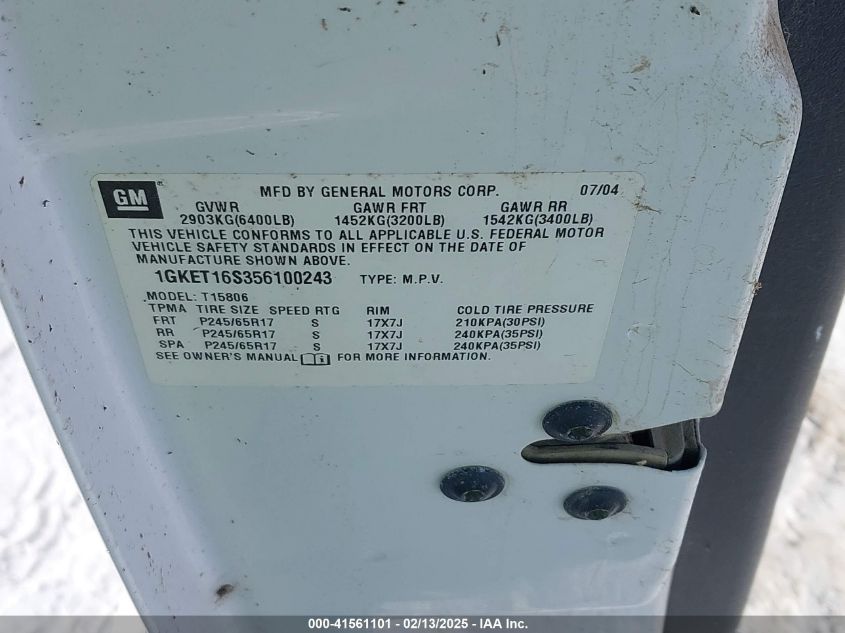 GM
MFD BY GENERAL MOTORS CORP. 07/04
GVWR GAWR FRT GAWR RR
2903KG(6400LB) 1452KG(3200LB) 1542KG(3400LB)
THIS VEHICLE CONFORMS TO ALL APPLICABLE U.S. FEDERAL MOTOR
VEHICLE SAFETY STANDARDS IN EFFECT ON THE DATE OF
MANUFACTURE SHOWN ABOVE.
1GKET16S356100243 TYPE: M.P.V.
MODEL: T15806
TPMA TIRE SIZE SPEED RTG RIM COLD TIRE PRESSURE
FRT P245/65R17 S 17X7J 210KPA(30PSI)
RR P245/65R17 S 17X7J 240KPA(35PSI)
SPA P245/65R17 S 17X7J 240KPA(35PSI)
SEE OWNER'S MANUAL FOR MORE INFORMATION.
000-41561101 - 02/13/2025 - IAA Inc.